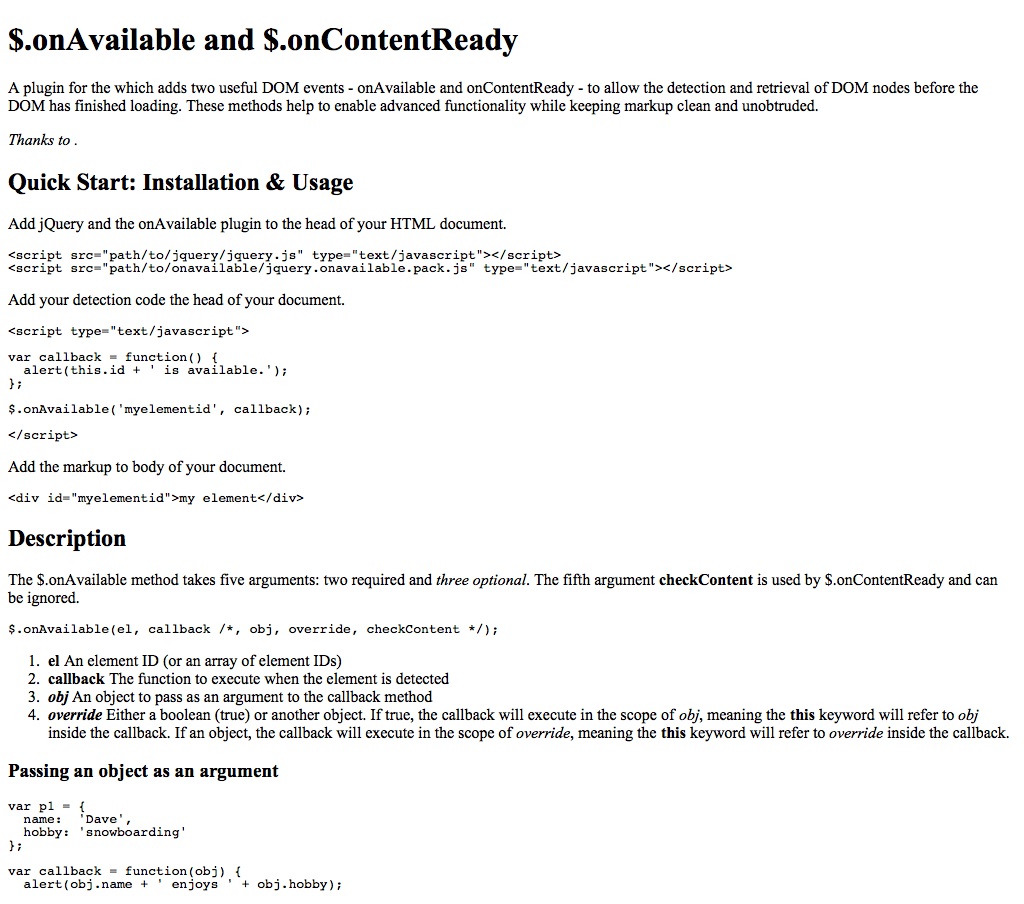 $.onAvailable and $.onContentReady
A plugin for the which adds two useful DOM events - onAvailable and onContentReady - to allow the detection and retrieval of DOM nodes before the
DOM has finished loading. These methods help to enable advanced functionality while keeping markup clean and unobtruded.
Thanks to .
Quick Start: Installation & Usage
Add jQuery and the onAvailable plugin to the head of your HTML document.
<script src="path/to/jquery/jquery.js" type="text/javascript"></script>
<script src="path/to/onavailable/jquery.onavailable.pack.js" type="text/javascript"></script>
Add your detection code the head of your document.
<script type="text/javascript">
var callback = function() {
  alert(this.id + ' is available.');
};
$.onAvailable('myelementid', callback);
</script>
Add the markup to body of your document.
<div id="myelementid">my element</div>
Description
The $.onAvailable method takes five arguments: two required and three optional. The fifth argument checkContent is used by $.onContentReady and can
be ignored.
$.onAvailable(el, callback /*, obj, override, checkContent */);
1. el An element ID (or an array of element IDs)
2. callback The function to execute when the element is detected
3. obj An object to pass as an argument to the callback method
4. override Either a boolean (true) or another object. If true, the callback will execute in the scope of obj, meaning the this keyword will refer to obj
inside the callback. If an object, the callback will execute in the scope of override, meaning the this keyword will refer to override inside the callback.
Passing an object as an argument
var p1 = {
  name:  'Dave',
  hobby: 'snowboarding'
};
var callback = function(obj) {
  alert(obj.name + ' enjoys ' + obj.hobby);